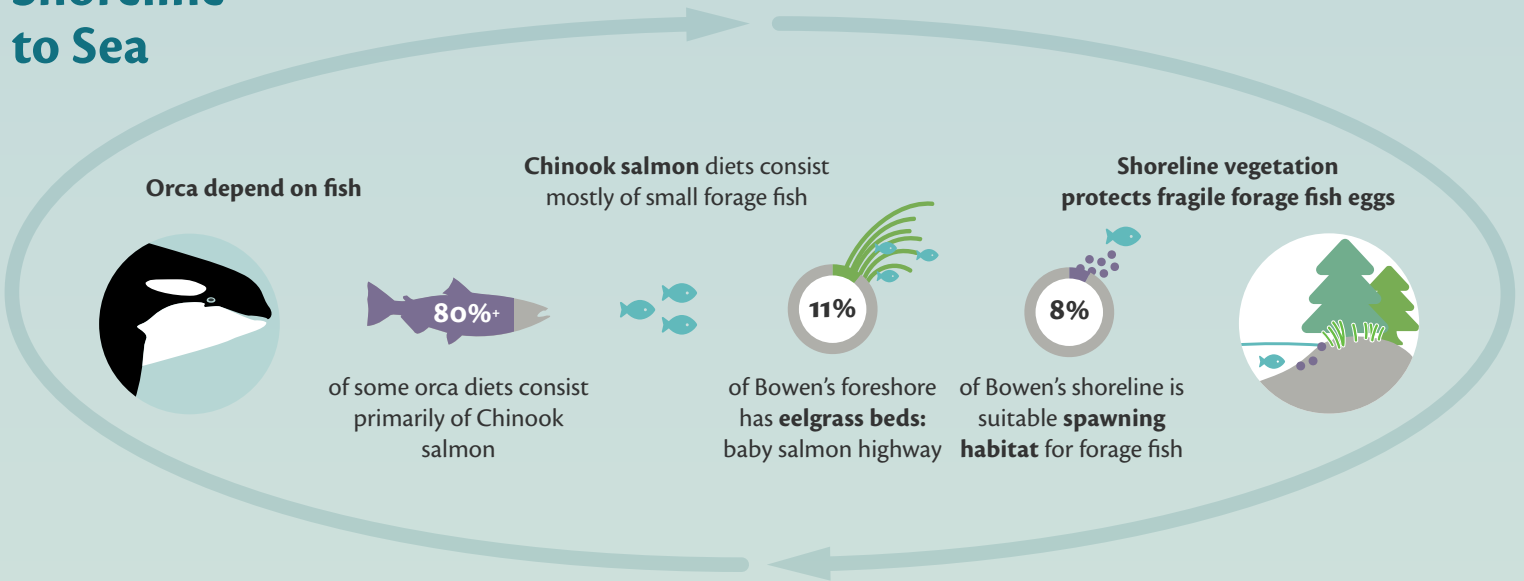 Shoreline
to Sea
Orca depend on fish
80%+
of some orca diets consist
primarily of Chinook
salmon
Chinook salmon diets consist
mostly of small forage fish
11%
of Bowen’s foreshore
has eelgrass beds:
baby salmon highway
8%
of Bowen’s shoreline is
suitable spawning
habitat for forage fish
Shoreline vegetation
protects fragile forage fish eggs